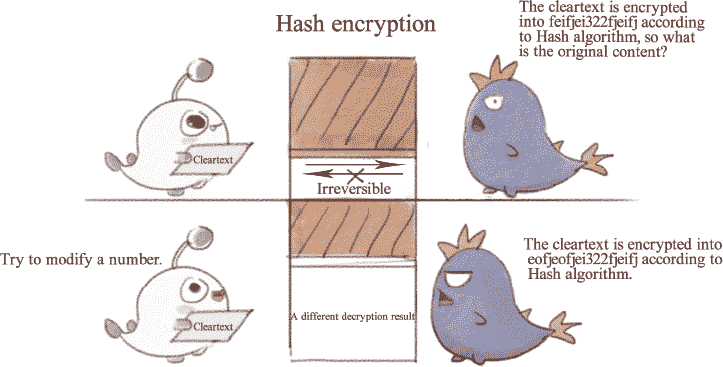 Hash encryption
The cleartext is encrypted
into feifjei322fjeifj according
to Hash algorithm, so what
is the original content?
Cleartext
Irreversible
Try to modify a number.
The cleartext is encrypted into
eofjeofjei322fjeifj according to
Hash algorithm.
Cleartext
A different decryption result